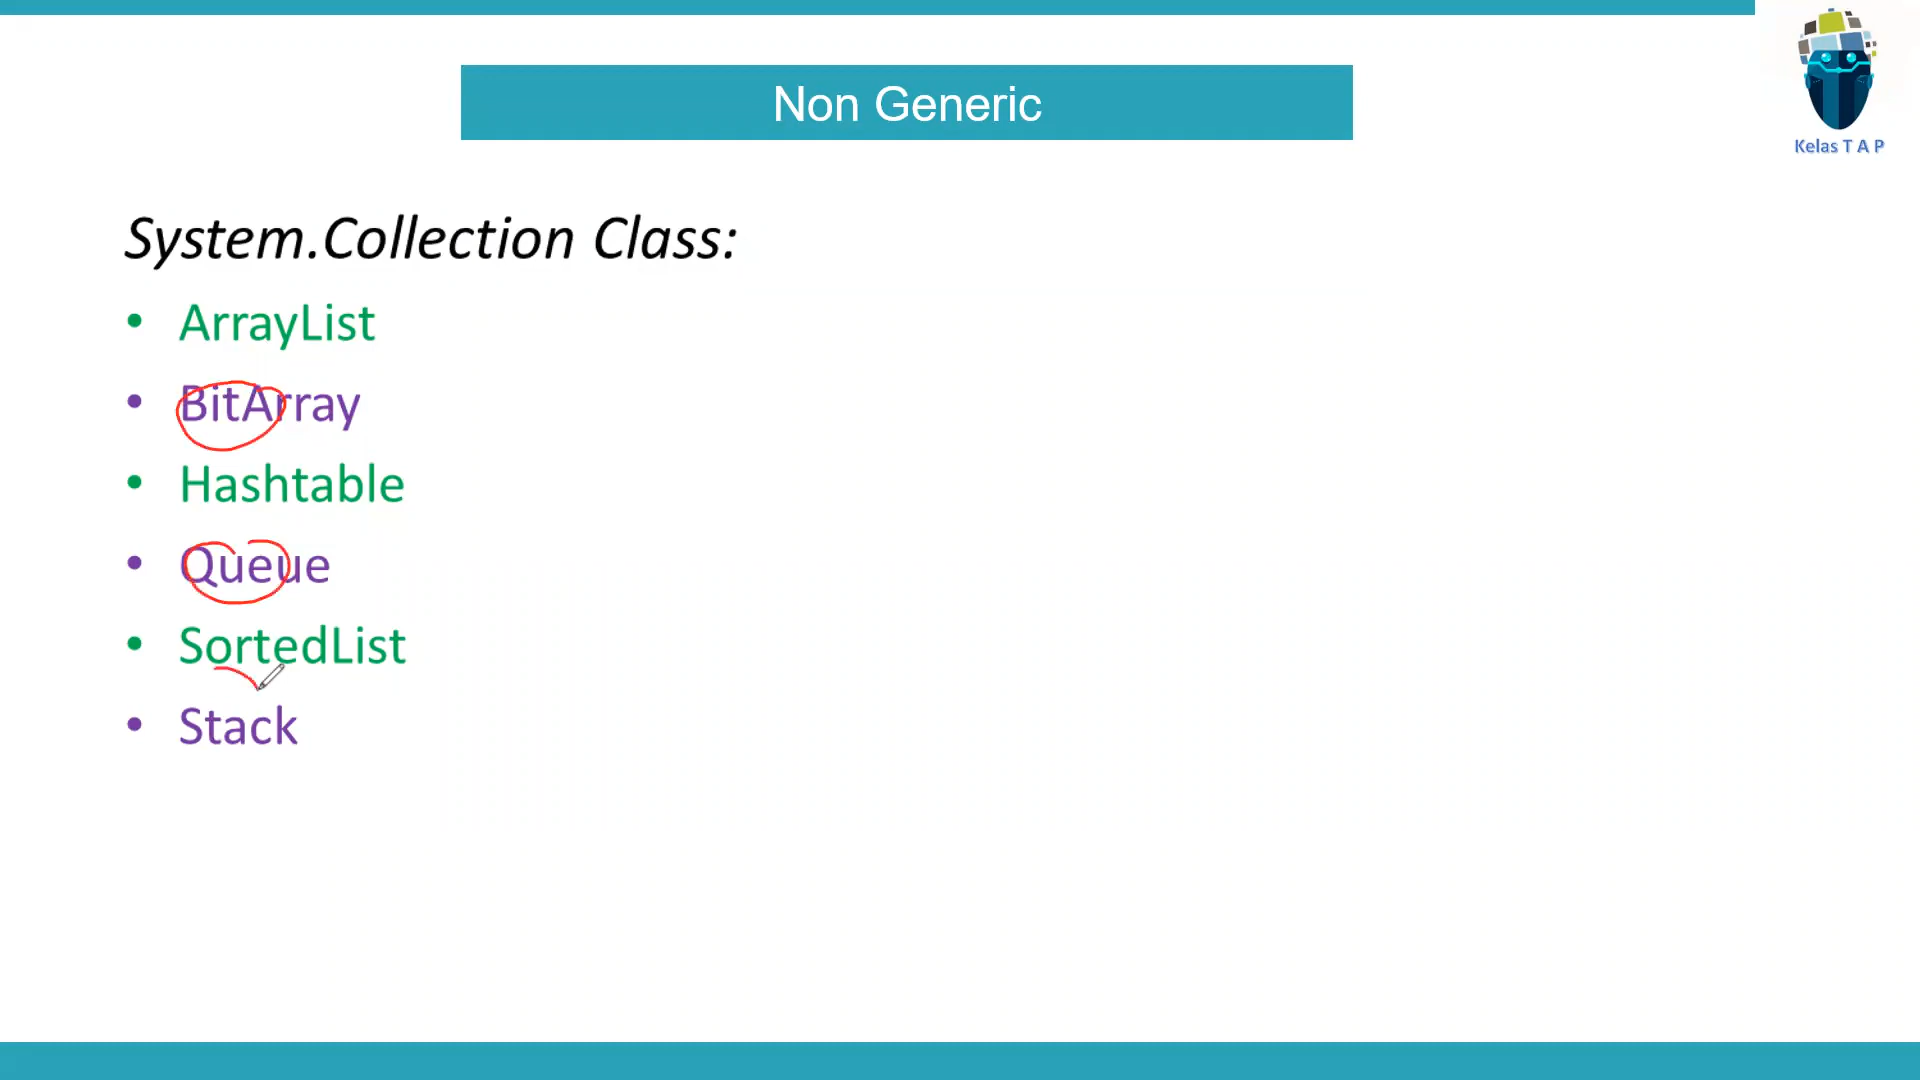 Non Generic
Kelas T A P
System.Collection Class:
• ArrayList
• BitArray
• Hashtable
• Queue
• SortedList
• Stack